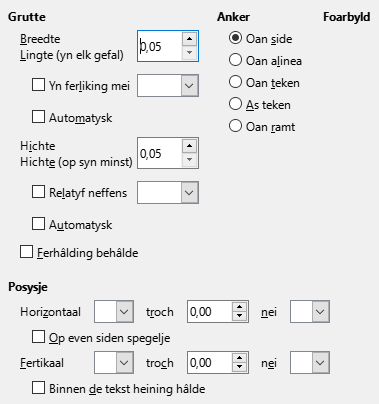 Grutte
Breedte
Lingte (yn elk gefal)
0,05
Yn ferliking mei
Automatysk
Hichte
Hichte (op syn minst)
0,05
Relatyf neffens
Automatysk
Ferhâlding behâlde
Anker
Oan side
Oan alinea
Oan teken
As teken
Oan ramt
Foarbyld
Posysje
Horizontaal troch 0,00 nei
Op even siden spegelje
Fertikaal troch 0,00 nei
Binnen de tekst heining hâlde